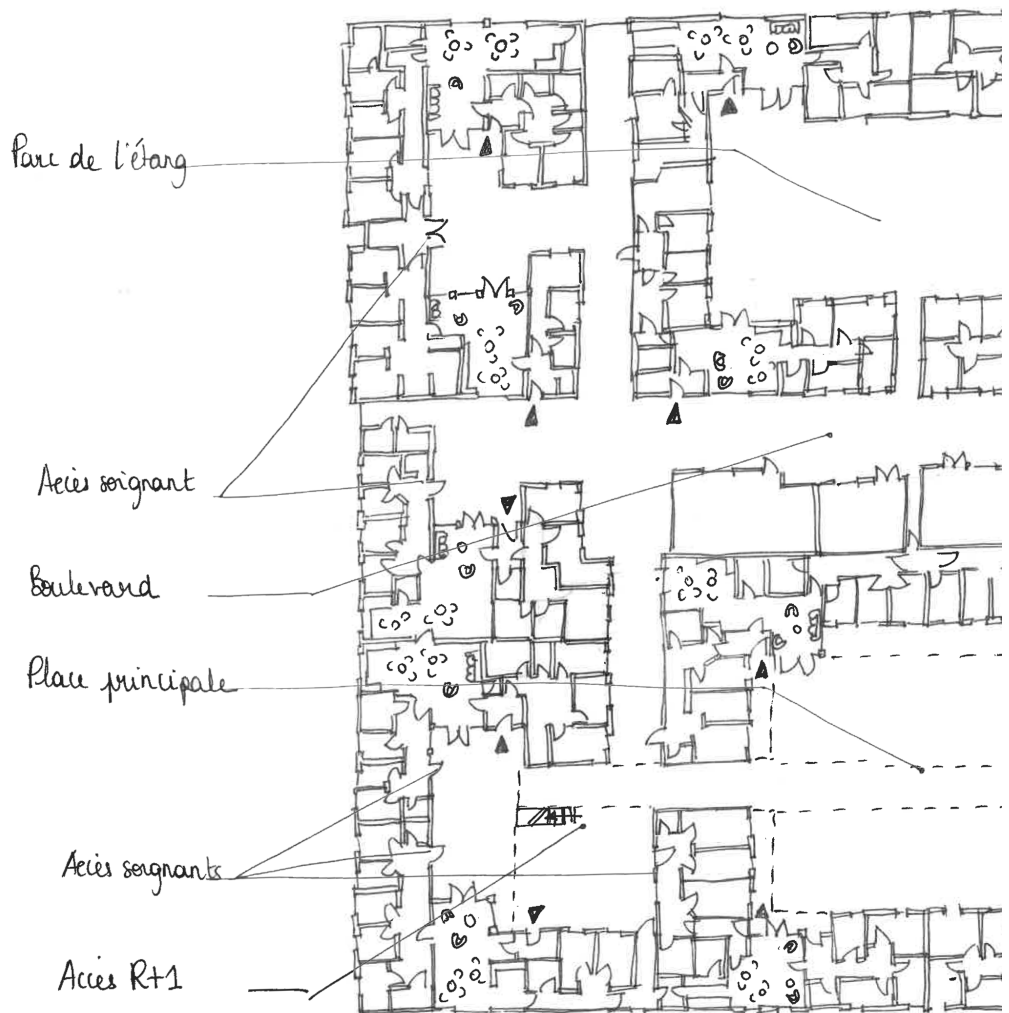 Parc de l'étang
Accès soignant
Boulevard
Place principale
Accès soignants
Accès R+1